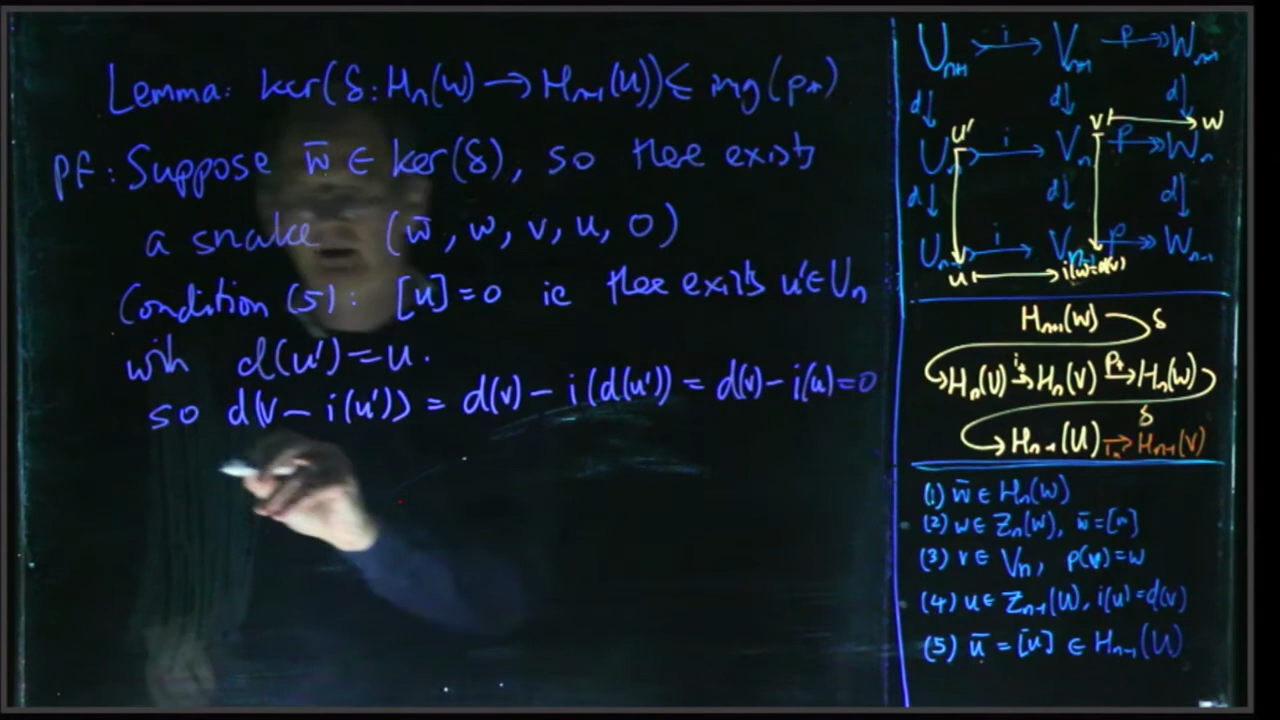 Lemma: ker(δ: Hn(W) → Hn-1(U)) ≤ img(p*)
pf: Suppose w̄ ∈ ker(δ), so there exists
a snake (w̄, w, v, u, 0)
Condition (5): [u]=0 ie there exists u'∈Un
with d(u')=u.
so d(v-i(u')) = d(v)-i(d(u')) = d(v)-i(u)=0
Un+1 ↣ i → Vn+1 p ↠ Wn+1
d↓ d↓ d↓
u' v ↦ w
Un i → Vn p ↠ Wn
d↓ d↓ d↓
Un-1 i → Vn-1 p ↠ Wn-1
u ↦ i(u)=d(v)
Hn+1(W) δ
Hn(U) i* → Hn(V) p* → Hn(W)
δ
Hn-1(U) i* → Hn-1(V)
(1) w̄ ∈ Hn(W)
(2) w∈ Zn(W), w̄=[w]
(3) v∈ Vn, p(v)=w
(4) u∈ Zn-1(U), i(u)=d(v)
(5) ū = [u] ∈ Hn-1(U)